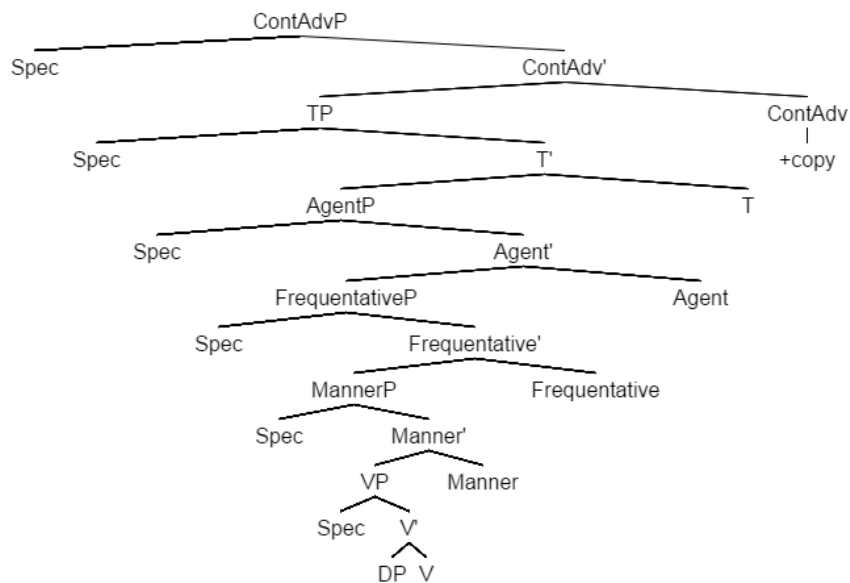 ContAdvP
Spec ContAdv'
TP ContAdv
Spec T' +copy
AgentP T
Spec Agent'
FrequentativeP Agent
Spec Frequentative'
MannerP Frequentative
Spec Manner'
VP Manner
Spec V'
DP V